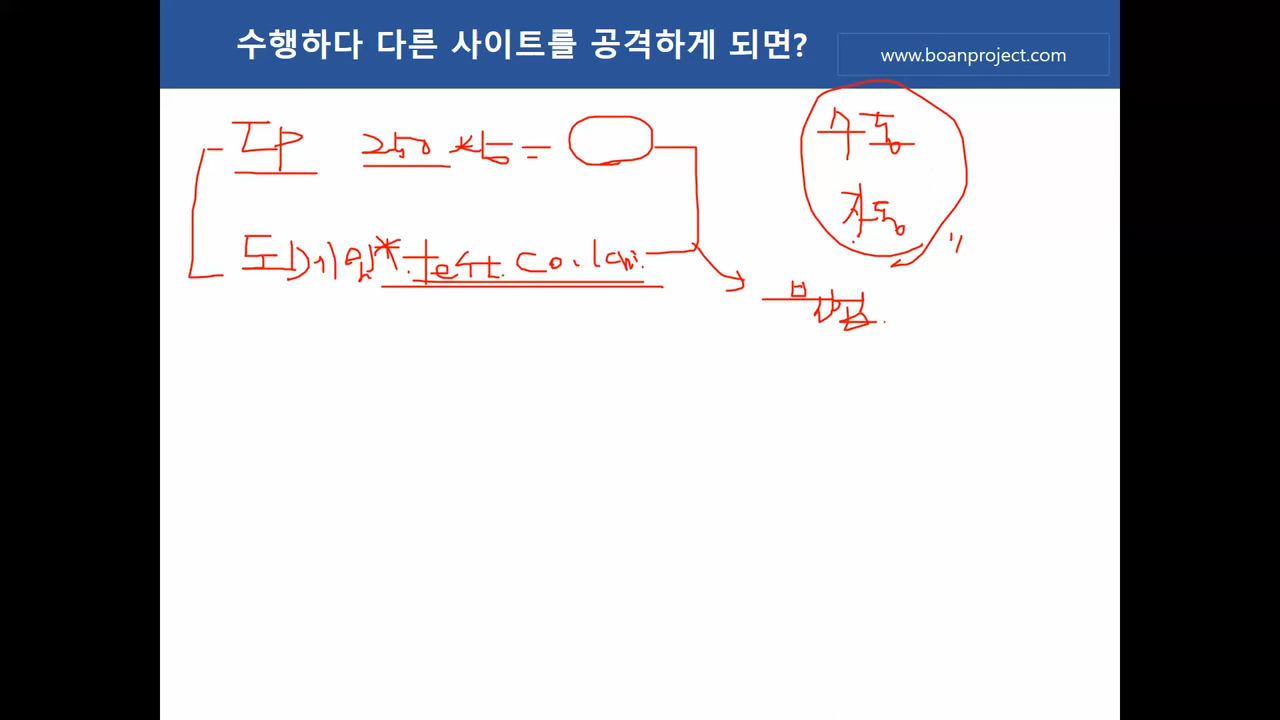 수행하다 다른 사이트를 공격하게 되면?
www.boanproject.com
IP
수동
자동
도메인 *.test.co.kr